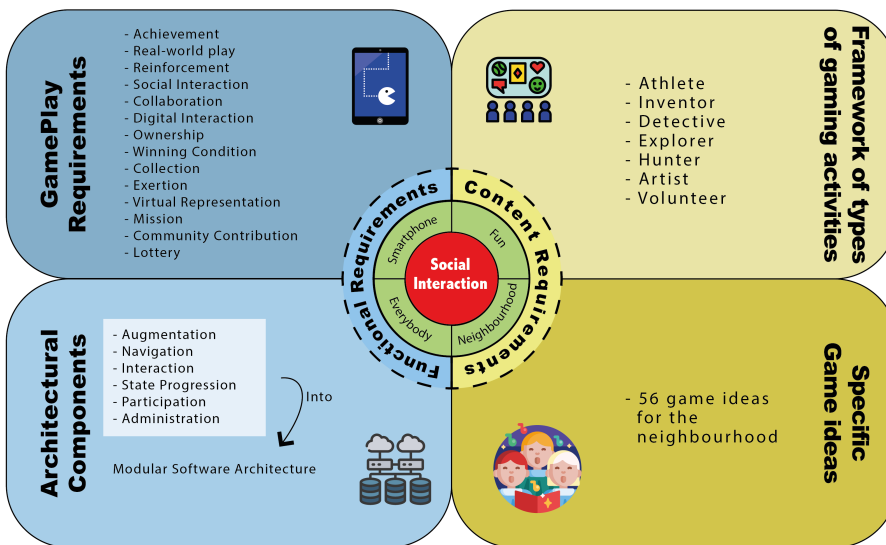 GamePlay
Requirements
- Achievement
- Real-world play
- Reinforcement
- Social Interaction
- Collaboration
- Digital Interaction
- Ownership
- Winning Condition
- Collection
- Exertion
- Virtual Representation
- Mission
- Community Contribution
- Lottery
- Athlete
- Inventor
- Detective
- Explorer
- Hunter
- Artist
- Volunteer
Framework of types
of gaming activities
Functional Requirements
Content Requirements
Smartphone
Fun
Everybody
Neighbourhood
Social
Interaction
Architectural
Components
- Augmentation
- Navigation
- Interaction
- State Progression
- Participation
- Administration
Into
Modular Software Architecture
- 56 game ideas
for the
neighbourhood
Specific
Game ideas